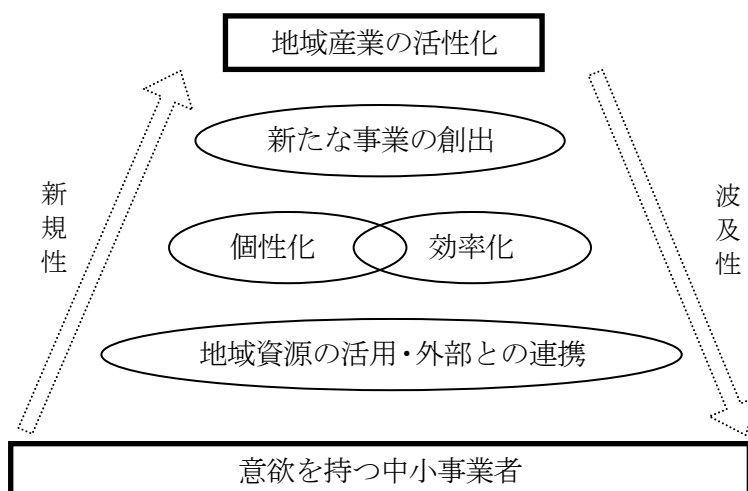 地域産業の活性化
新たな事業の創出
新規性
個性化
効率化
波及性
地域資源の活用・外部との連携
意欲を持つ中小事業者